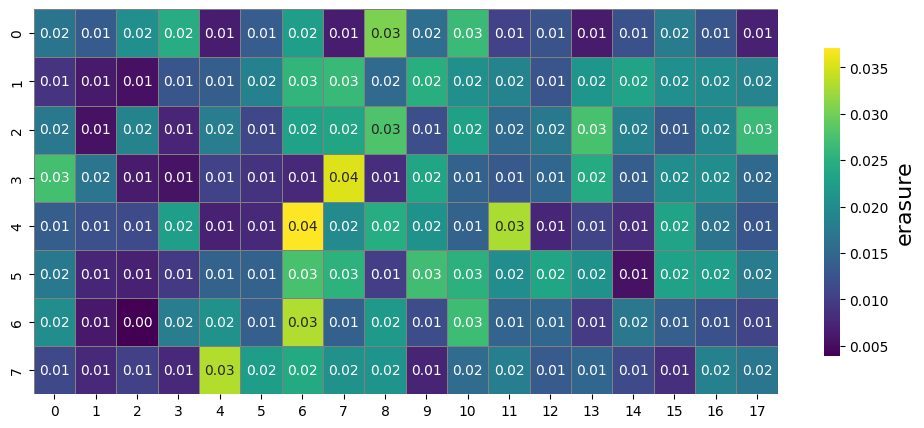 0 0.02 0.01 0.02 0.02 0.01 0.01 0.02 0.01 0.03 0.02 0.03 0.01 0.01 0.01 0.01 0.02 0.01 0.01
1 0.01 0.01 0.01 0.01 0.01 0.02 0.03 0.03 0.02 0.02 0.02 0.02 0.01 0.02 0.02 0.02 0.02 0.02
2 0.02 0.01 0.02 0.01 0.02 0.01 0.02 0.02 0.03 0.01 0.02 0.02 0.02 0.03 0.02 0.01 0.02 0.03
3 0.03 0.02 0.01 0.01 0.01 0.01 0.01 0.04 0.01 0.02 0.01 0.01 0.01 0.02 0.01 0.02 0.02 0.02
4 0.01 0.01 0.01 0.02 0.01 0.01 0.04 0.02 0.02 0.02 0.01 0.03 0.01 0.01 0.01 0.02 0.02 0.01
5 0.02 0.01 0.01 0.01 0.01 0.01 0.03 0.03 0.01 0.03 0.03 0.02 0.02 0.02 0.01 0.02 0.02 0.02
6 0.02 0.01 0.00 0.02 0.02 0.01 0.03 0.01 0.02 0.01 0.03 0.01 0.01 0.01 0.02 0.01 0.01 0.01
7 0.01 0.01 0.01 0.01 0.03 0.02 0.02 0.02 0.02 0.01 0.02 0.02 0.01 0.01 0.01 0.01 0.02 0.02
0 1 2 3 4 5 6 7 8 9 10 11 12 13 14 15 16 17
0.035
0.030
0.025
0.020
0.015
0.010
0.005
erasure